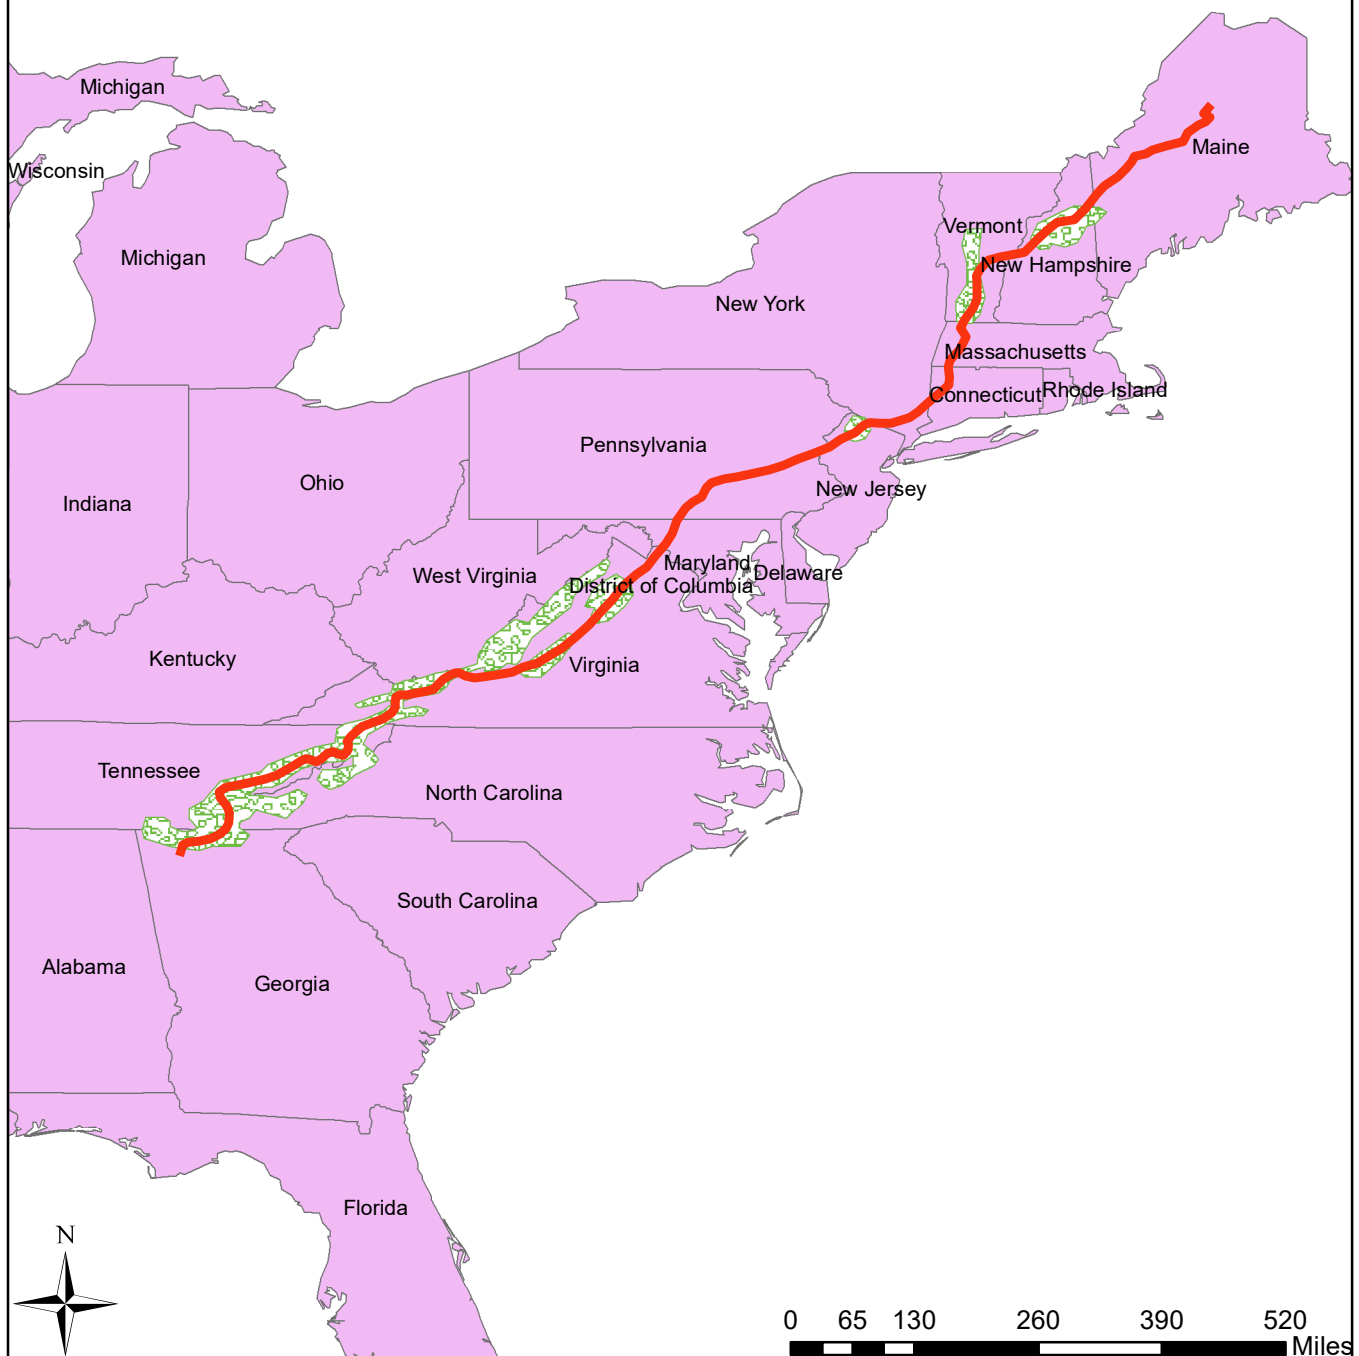 Michigan
Maine
Wisconsin
Vermont
Michigan
New Hampshire
New York
Massachusetts
Connecticut
Rhode Island
Pennsylvania
Ohio
New Jersey
Indiana
Maryland
West Virginia
Delaware
District of Columbia
Kentucky
Virginia
Tennessee
North Carolina
South Carolina
Alabama
Georgia
Florida
N
0 65 130 260 390 520
Miles